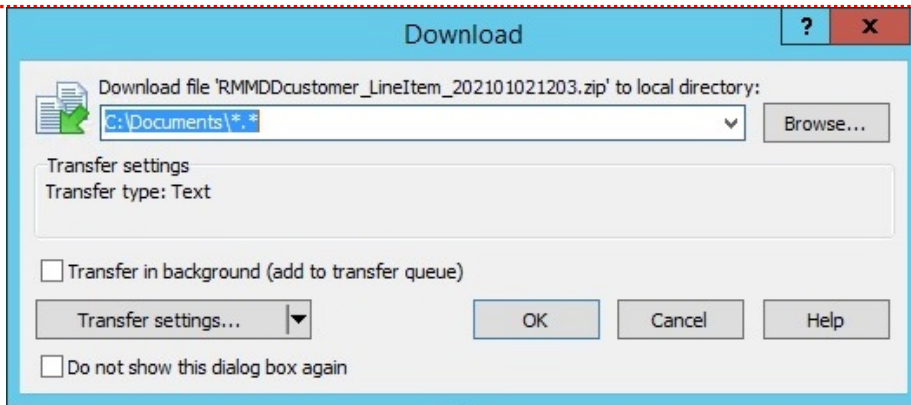 Download
?
x
Download file 'RMMDDcustomer_LineItem_202101021203.zip' to local directory:
C:\Documents\*.*
Browse...
Transfer settings
Transfer type: Text
Transfer in background (add to transfer queue)
Transfer settings...
OK
Cancel
Help
Do not show this dialog box again